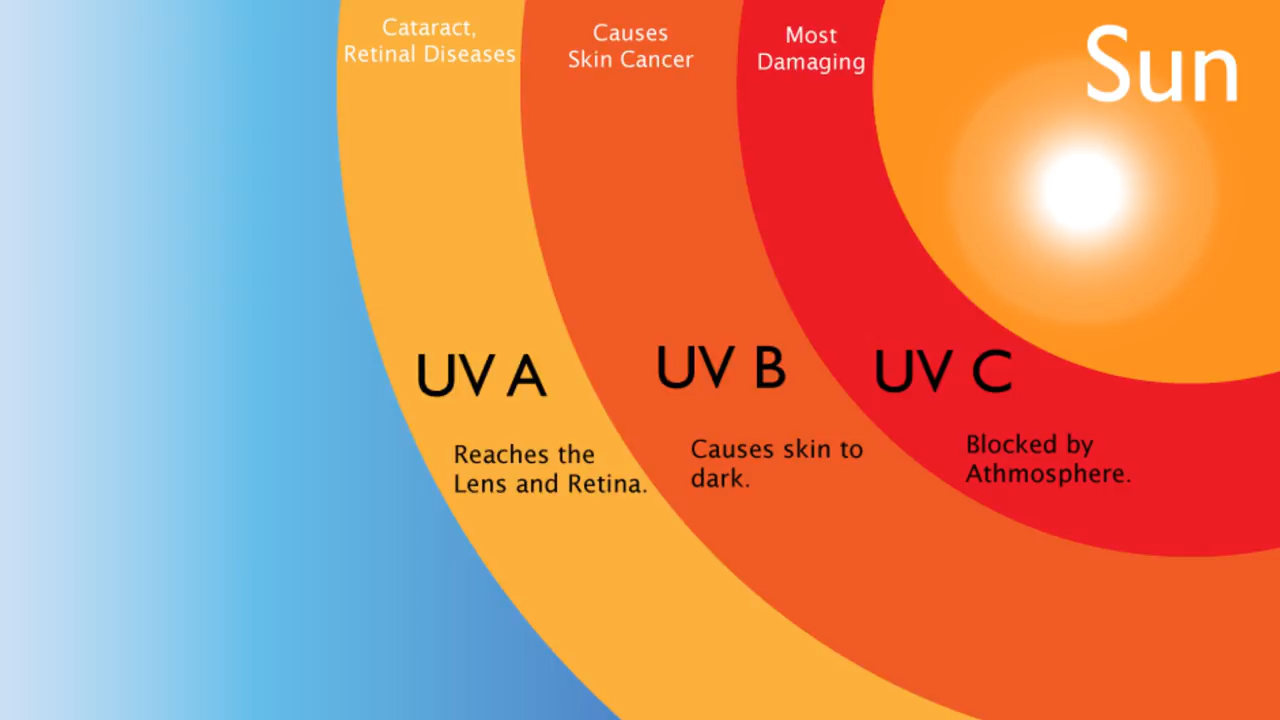 Cataract,
Retinal Diseases
Causes
Skin Cancer
Most
Damaging
Sun
UV A
UV B
UV C
Reaches the
Lens and Retina.
Causes skin to
dark.
Blocked by
Athmosphere.